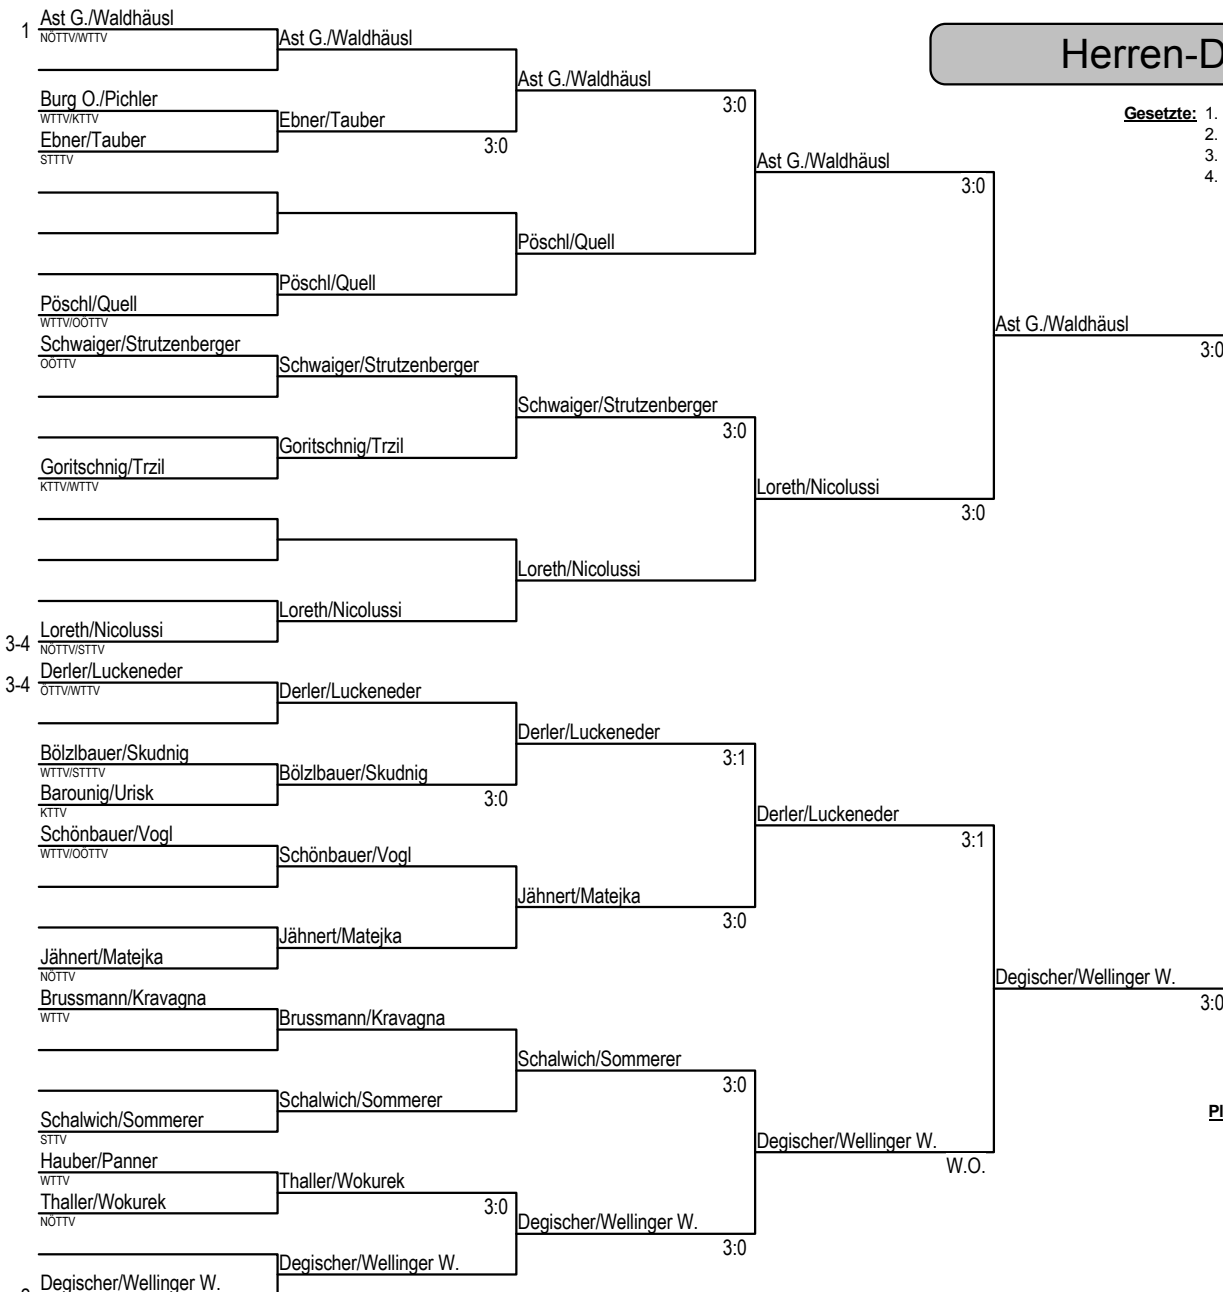 Herren-D
Gesetzte: 1.
2.
3.
4.
1 Ast G./Waldhäusl
NÖTTV/WTTV
Burg O./Pichler
WTTV/KTTV
Ebner/Tauber
STTTV
Pöschl/Quell
WTTV/OÖTTV
Schwaiger/Strutzenberger
OÖTTV
Goritschnig/Trzil
KTTV/WTTV
3-4 Loreth/Nicolussi
NÖTTV/STTV
3-4 Derler/Luckeneder
ÖTTV/WTTV
Bölzlbauer/Skudnig
WTTV/STTTV
Barounig/Urisk
KTTV
Schönbauer/Vogl
WTTV/OÖTTV
Jähnert/Matejka
NÖTTV
Brussmann/Kravagna
WTTV
Schalwich/Sommerer
STTV
Hauber/Panner
WTTV
Thaller/Wokurek
NÖTTV
Degischer/Wellinger W.
Ast G./Waldhäusl
Ebner/Tauber
3:0
Pöschl/Quell
Schwaiger/Strutzenberger
Goritschnig/Trzil
Loreth/Nicolussi
Derler/Luckeneder
Bölzlbauer/Skudnig
3:0
Schönbauer/Vogl
Jähnert/Matejka
Brussmann/Kravagna
Schalwich/Sommerer
Thaller/Wokurek
3:0
Degischer/Wellinger W.
Ast G./Waldhäusl
3:0
Pöschl/Quell
Schwaiger/Strutzenberger
3:0
Loreth/Nicolussi
Derler/Luckeneder
3:1
Jähnert/Matejka
3:0
Schalwich/Sommerer
3:0
Degischer/Wellinger W.
3:0
Ast G./Waldhäusl
3:0
Loreth/Nicolussi
3:0
Derler/Luckeneder
3:1
Degischer/Wellinger W.
W.O.
Ast G./Waldhäusl
3:0
Degischer/Wellinger W.
3:0
Pl